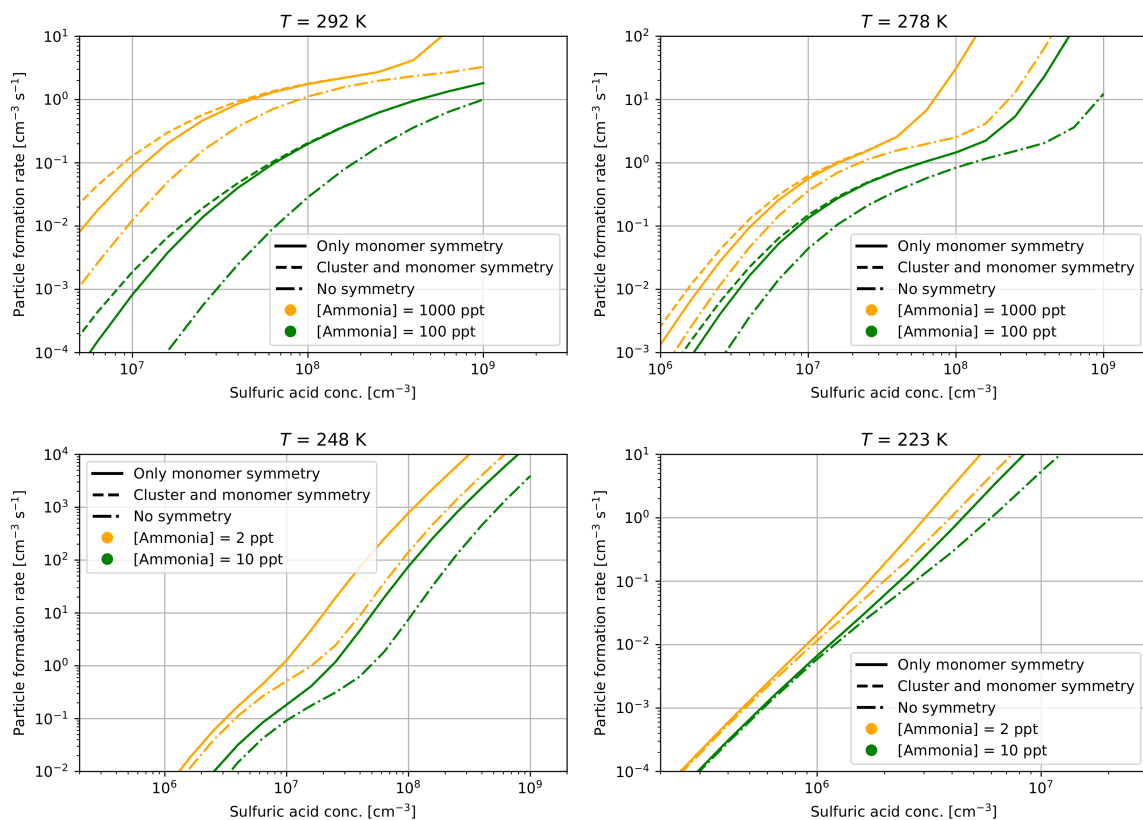 T = 292 K
10¹
10⁰
10⁻¹
10⁻²
10⁻³
10⁻⁴
Particle formation rate [cm⁻³ s⁻¹]
Only monomer symmetry
Cluster and monomer symmetry
No symmetry
[Ammonia] = 1000 ppt
[Ammonia] = 100 ppt
10⁷
10⁸
10⁹
Sulfuric acid conc. [cm⁻³]
T = 278 K
10²
10¹
10⁰
10⁻¹
10⁻²
10⁻³
Particle formation rate [cm⁻³ s⁻¹]
Only monomer symmetry
Cluster and monomer symmetry
No symmetry
[Ammonia] = 1000 ppt
[Ammonia] = 100 ppt
10⁶
10⁷
10⁸
10⁹
Sulfuric acid conc. [cm⁻³]
T = 248 K
10⁴
10³
10²
10¹
10⁰
10⁻¹
10⁻²
Particle formation rate [cm⁻³ s⁻¹]
Only monomer symmetry
Cluster and monomer symmetry
No symmetry
[Ammonia] = 2 ppt
[Ammonia] = 10 ppt
10⁶
10⁷
10⁸
10⁹
Sulfuric acid conc. [cm⁻³]
T = 223 K
10¹
10⁰
10⁻¹
10⁻²
10⁻³
10⁻⁴
Particle formation rate [cm⁻³ s⁻¹]
Only monomer symmetry
Cluster and monomer symmetry
No symmetry
[Ammonia] = 2 ppt
[Ammonia] = 10 ppt
10⁶
10⁷
Sulfuric acid conc. [cm⁻³]